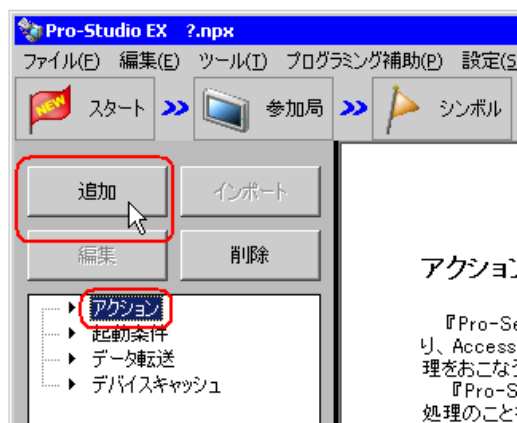 Pro-Studio EX ?.npx
ファイル(F) 編集(E) ツール(T) プログラミング補助(P) 設定(S
NEW スタート >> 参加局 >> シンボル
追加 インポート
編集 削除
アクション
起動条件
データ転送
デバイスキャッシュ
アクション
『Pro-Se
り、Access
理をおこなう
『Pro-S
処理のこと